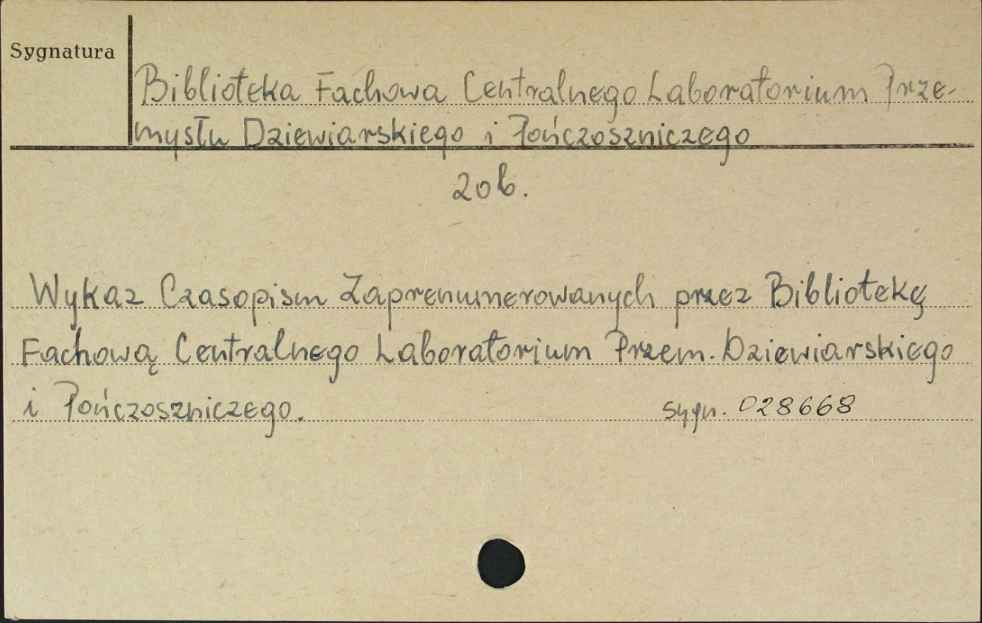 Sygnatura
Biblioteka Fachowa Centralnego Laboratorium Prze-
mysłu Dziewiarskiego i Pończoszniczego
zob.
Wykaz Czasopism Zaprenumerowanych przez Bibliotekę
Fachową Centralnego Laboratorium Przem. Dziewiarskiego
i Pończoszniczego.
sygn. 028668